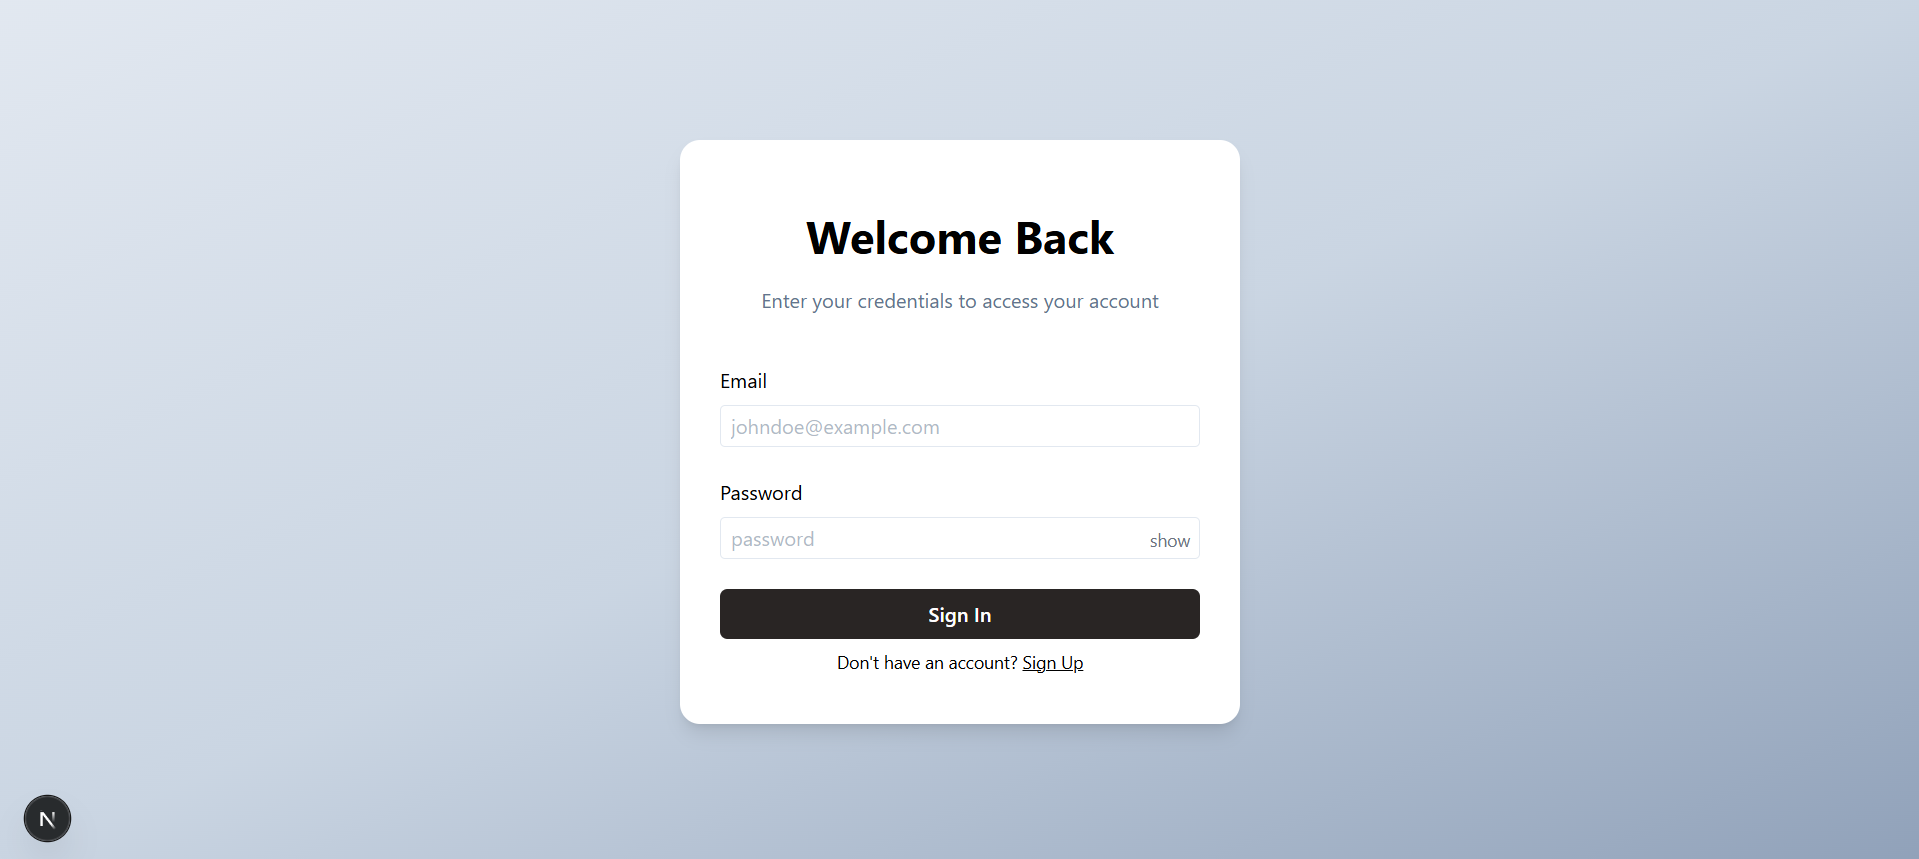 Welcome Back
Enter your credentials to access your account
Email
johndoe@example.com
Password
password show
Sign In
Don't have an account? Sign Up
N